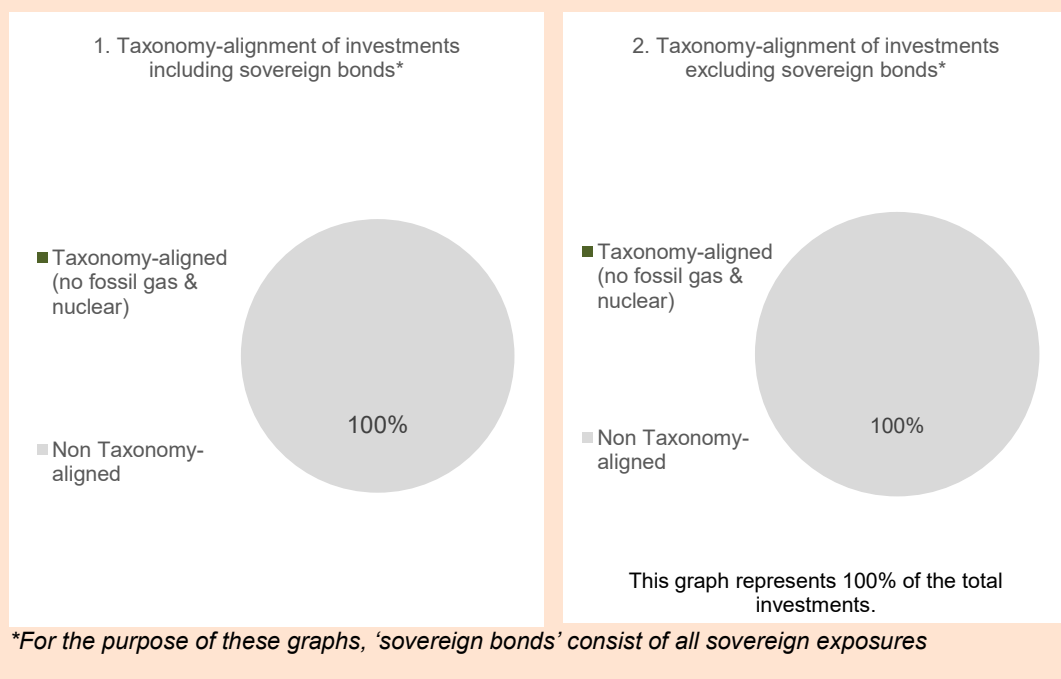 1. Taxonomy-alignment of investments
including sovereign bonds*
Taxonomy-aligned
(no fossil gas &
nuclear)
Non Taxonomy-
aligned
100%
2. Taxonomy-alignment of investments
excluding sovereign bonds*
Taxonomy-aligned
(no fossil gas &
nuclear)
Non Taxonomy-
aligned
100%
This graph represents 100% of the total
investments.
*For the purpose of these graphs, ‘sovereign bonds’ consist of all sovereign exposures